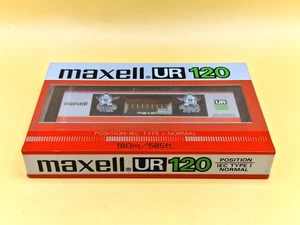 maxell. UR 120
maxell
UR
POSITION IEC TYPE I NORMAL
maxell. UR 120
POSITION
IEC TYPE I
NORMAL
180m/585ft.